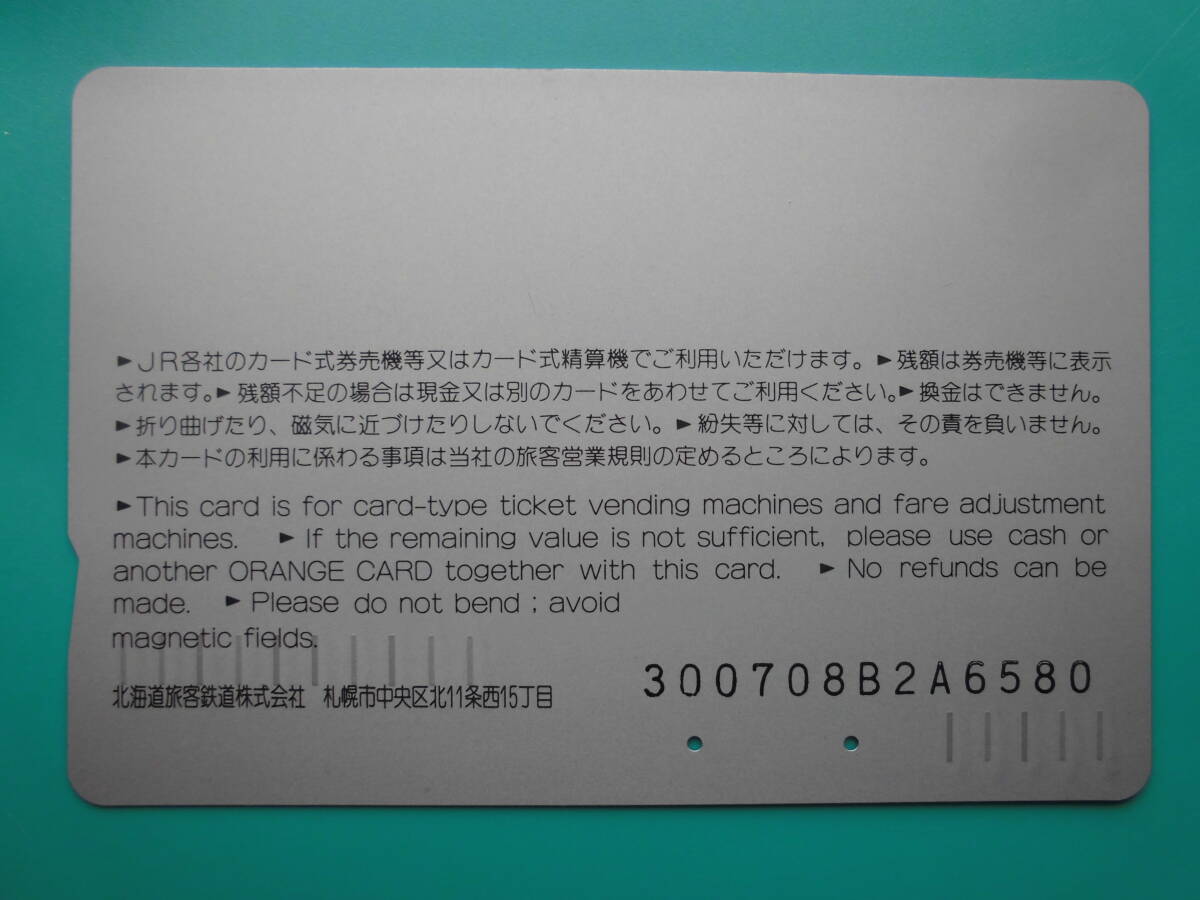 ►JR各社のカード式券売機等又はカード式精算機でご利用いただけます。►残額は券売機等に表示
されます。►残額不足の場合は現金又は別のカードをあわせてご利用ください。►換金はできません。
►折り曲げたり、磁気に近づけたりしないでください。►紛失等に対しては、その責を負いません。
►本カードの利用に係わる事項は当社の旅客営業規則の定めるところによります。
►This card is for card-type ticket vending machines and fare adjustment
machines. ►If the remaining value is not sufficient, please use cash or
another ORANGE CARD together with this card. ►No refunds can be
made. ►Please do not bend ; avoid
magnetic fields.
北海道旅客鉄道株式会社 札幌市中央区北11条西15丁目
300708B2A6580